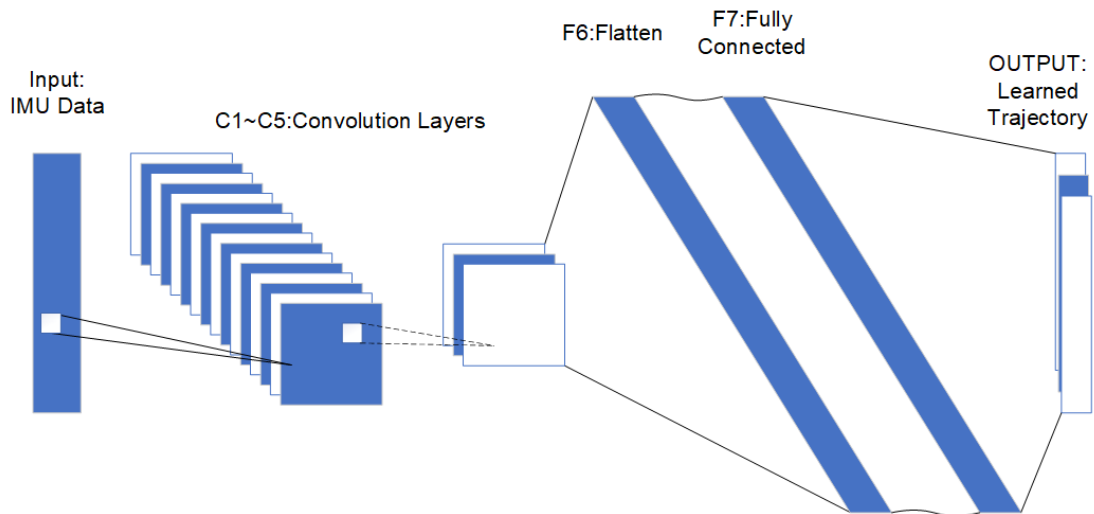 Input:
IMU Data
C1~C5:Convolution Layers
F6:Flatten
F7:Fully
Connected
OUTPUT:
Learned
Trajectory